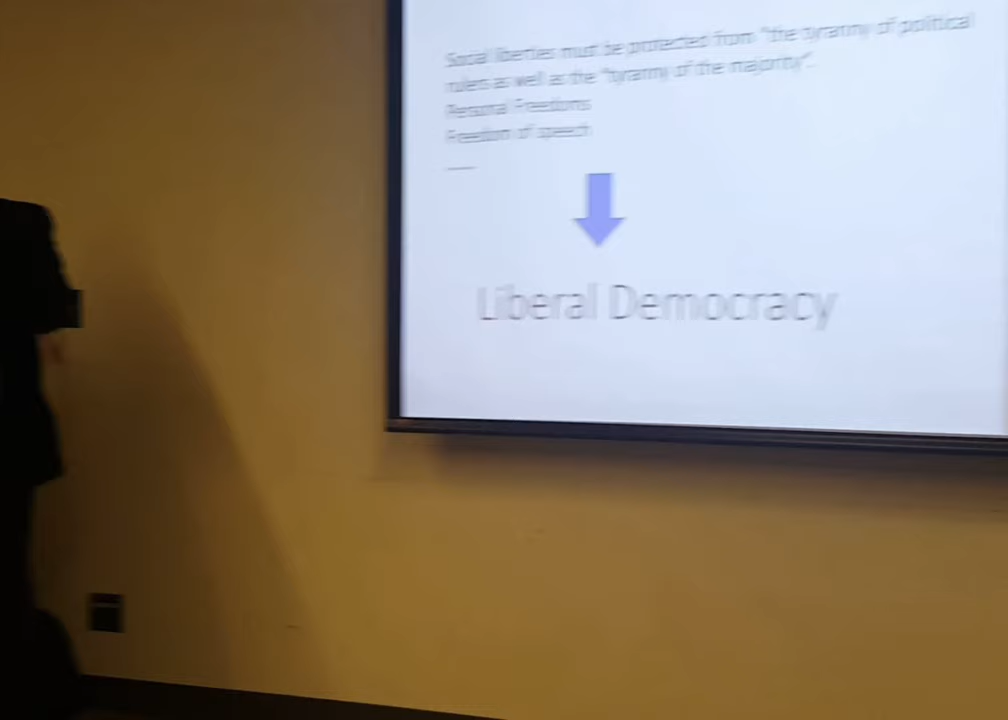 Social liberties must be protected from "the tyranny of political
rulers as well as the "tyranny of the majority".
Personal Freedoms
Freedom of speech
Liberal Democracy